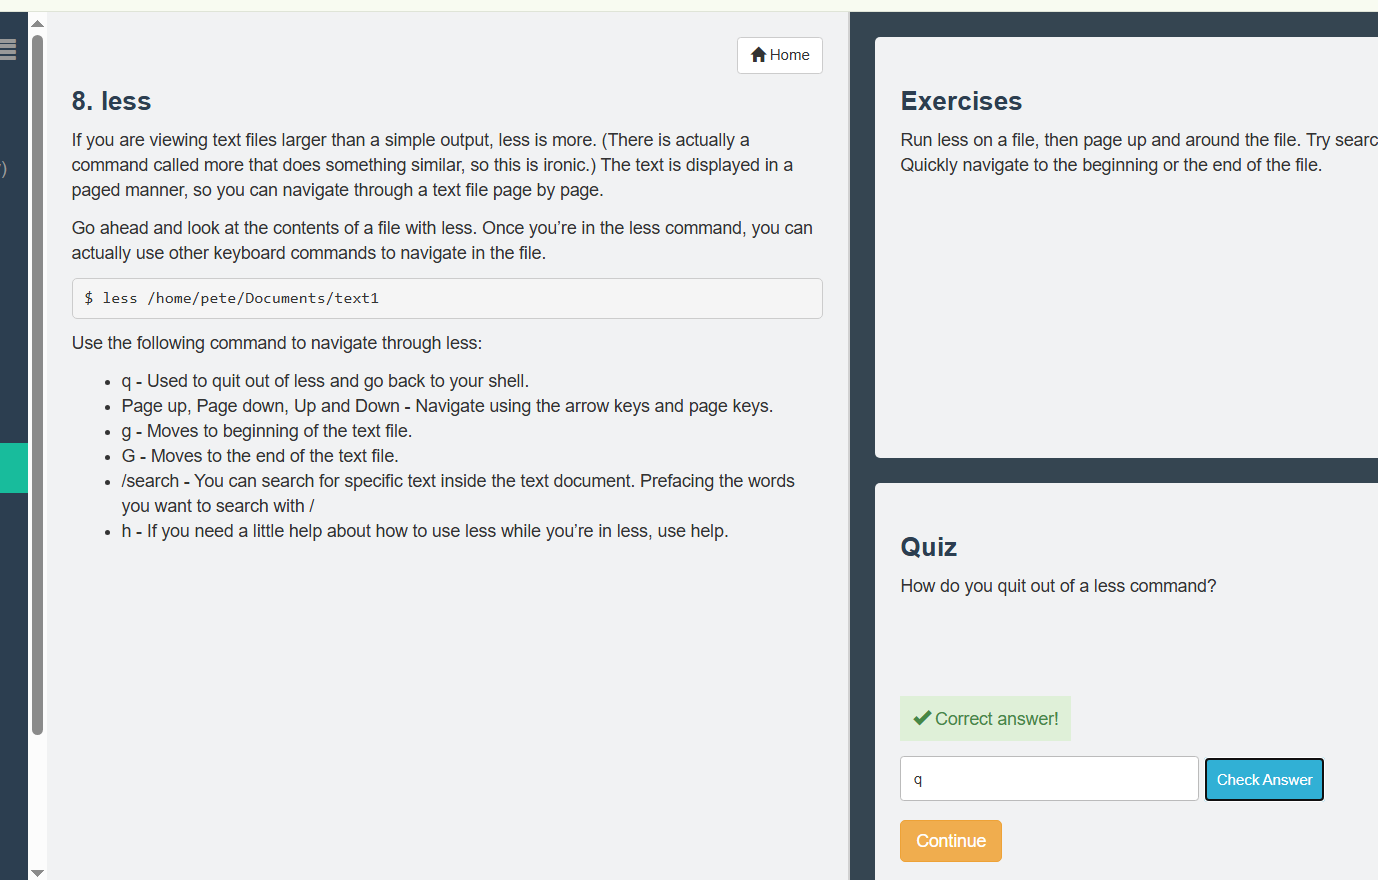 )
Home
8. less
If you are viewing text files larger than a simple output, less is more. (There is actually a
command called more that does something similar, so this is ironic.) The text is displayed in a
paged manner, so you can navigate through a text file page by page.
Go ahead and look at the contents of a file with less. Once you’re in the less command, you can
actually use other keyboard commands to navigate in the file.
$ less /home/pete/Documents/text1
Use the following command to navigate through less:
• q - Used to quit out of less and go back to your shell.
• Page up, Page down, Up and Down - Navigate using the arrow keys and page keys.
• g - Moves to beginning of the text file.
• G - Moves to the end of the text file.
• /search - You can search for specific text inside the text document. Prefacing the words
you want to search with /
• h - If you need a little help about how to use less while you’re in less, use help.
Exercises
Run less on a file, then page up and around the file. Try searc
Quickly navigate to the beginning or the end of the file.
Quiz
How do you quit out of a less command?
Correct answer!
q
Check Answer
Continue